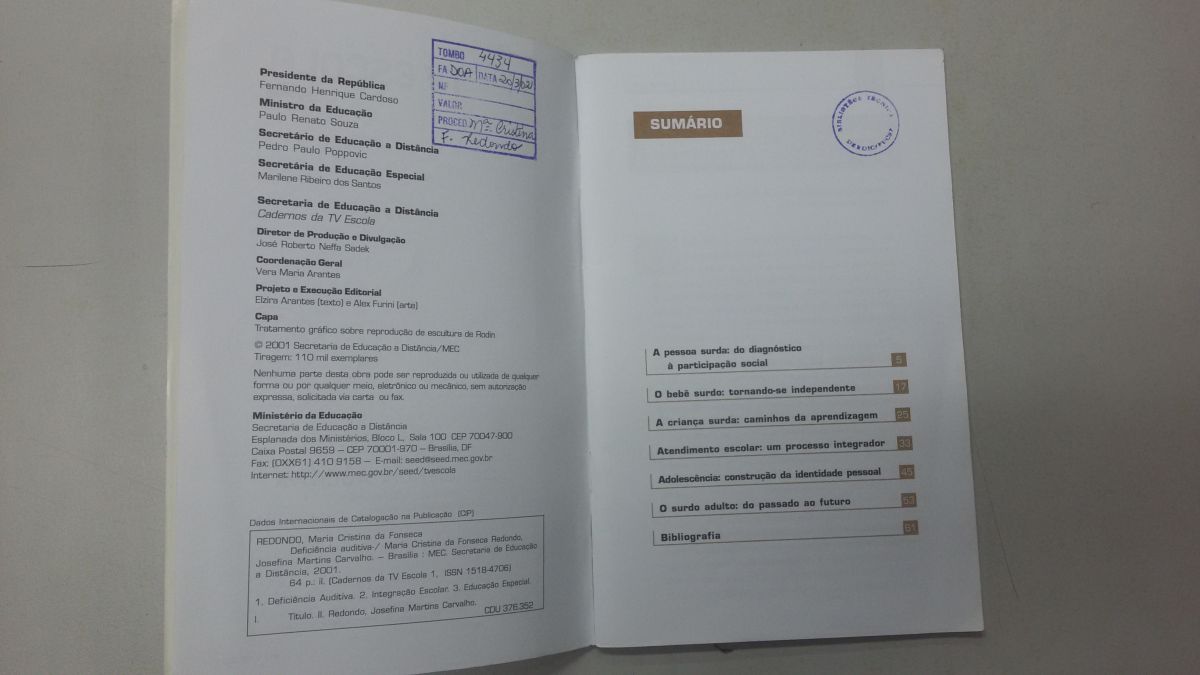 TOMBO 4434
FA DOA DATA 20/3/02
NF
VALOR
PROCED. Mª. Cristina
F. Redondo
Presidente da República
Fernando Henrique Cardoso
Ministro da Educação
Paulo Renato Souza
Secretário de Educação a Distância
Pedro Paulo Poppovic
Secretária de Educação Especial
Marilene Ribeiro dos Santos
Secretaria de Educação a Distância
Cadernos da TV Escola
Diretor de Produção e Divulgação
José Roberto Neffa Sadek
Coordenação Geral
Vera Maria Arantes
Projeto e Execução Editorial
Elzira Arantes (texto) e Alex Furini (arte)
Capa
Tratamento gráfico sobre reprodução de escultura de Rodin
© 2001 Secretaria de Educação a Distância/MEC
Tiragem: 110 mil exemplares
Nenhuma parte desta obra pode ser reproduzida ou utilizada de qualquer
forma ou por qualquer meio, eletrônico ou mecânico, sem autorização
expressa, solicitada via carta ou fax.
Ministério da Educação
Secretaria de Educação a Distância
Esplanada dos Ministérios, Bloco L, Sala 100 CEP 70047-900
Caixa Postal 9659 – CEP 70001-970 – Brasília, DF
Fax: (0XX61) 410 9158 – E-mail: seed@seed.mec.gov.br
Internet: http://www.mec.gov.br/seed/tvescola
Dados Internacionais de Catalogação na Publicação (CIP)
REDONDO, Maria Cristina da Fonseca
Deficiência auditiva-/ Maria Cristina da Fonseca Redondo,
Josefina Martins Carvalho. – Brasília : MEC. Secretaria de Educação
a Distância, 2001.
64 p.: il. (Cadernos da TV Escola 1, ISSN 1518-4706)
1. Deficiência Auditiva. 2. Integração Escolar. 3. Educação Especial.
I. Título. II. Redondo, Josefina Martins Carvalho.
CDU 376.352
SUMÁRIO
BIBLIOTECA TÉCNICA
DERDIC/PUCSP
A pessoa surda: do diagnóstico
à participação social 5
O bebê surdo: tornando-se independente 17
A criança surda: caminhos da aprendizagem 25
Atendimento escolar: um processo integrador 33
Adolescência: construção da identidade pessoal 45
O surdo adulto: do passado ao futuro 53
Bibliografia 61